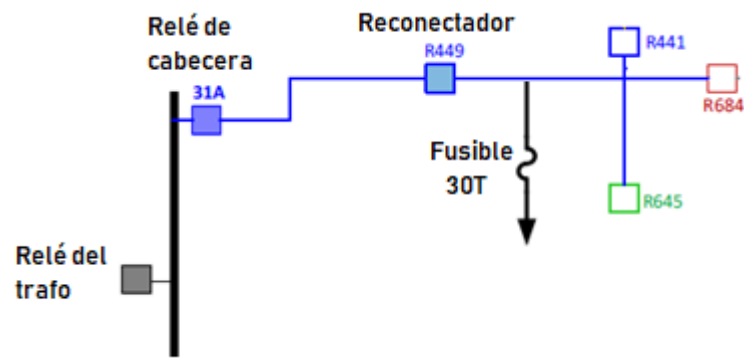 Relé de
cabecera
31A
Reconectador
R449
R441
R684
Fusible
30T
R645
Relé del
trafo